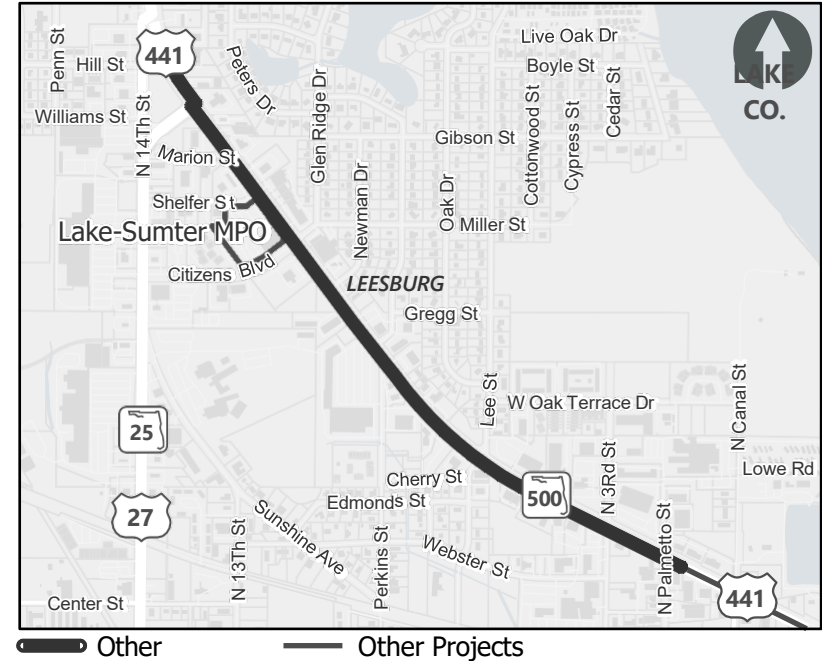 Penn St
Hill St
441
Peters Dr
Live Oak Dr
Boyle St
LAKE
CO.
Williams St
N 14Th St
Glen Ridge Dr
Cottonwood St
Cypress St
Cedar St
Gibson St
Marion St
Newman Dr
Oak Dr
Shelfer St
Miller St
Lake-Sumter MPO
Citizens Blvd
LEESBURG
Gregg St
Lee St
W Oak Terrace Dr
N Canal St
25
N 3Rd St
Lowe Rd
Cherry St
500
27
Edmonds St
N 13Th St
Sunshine Ave
Perkins St
Webster St
N Palmetto St
Center St
441
Other
Other Projects